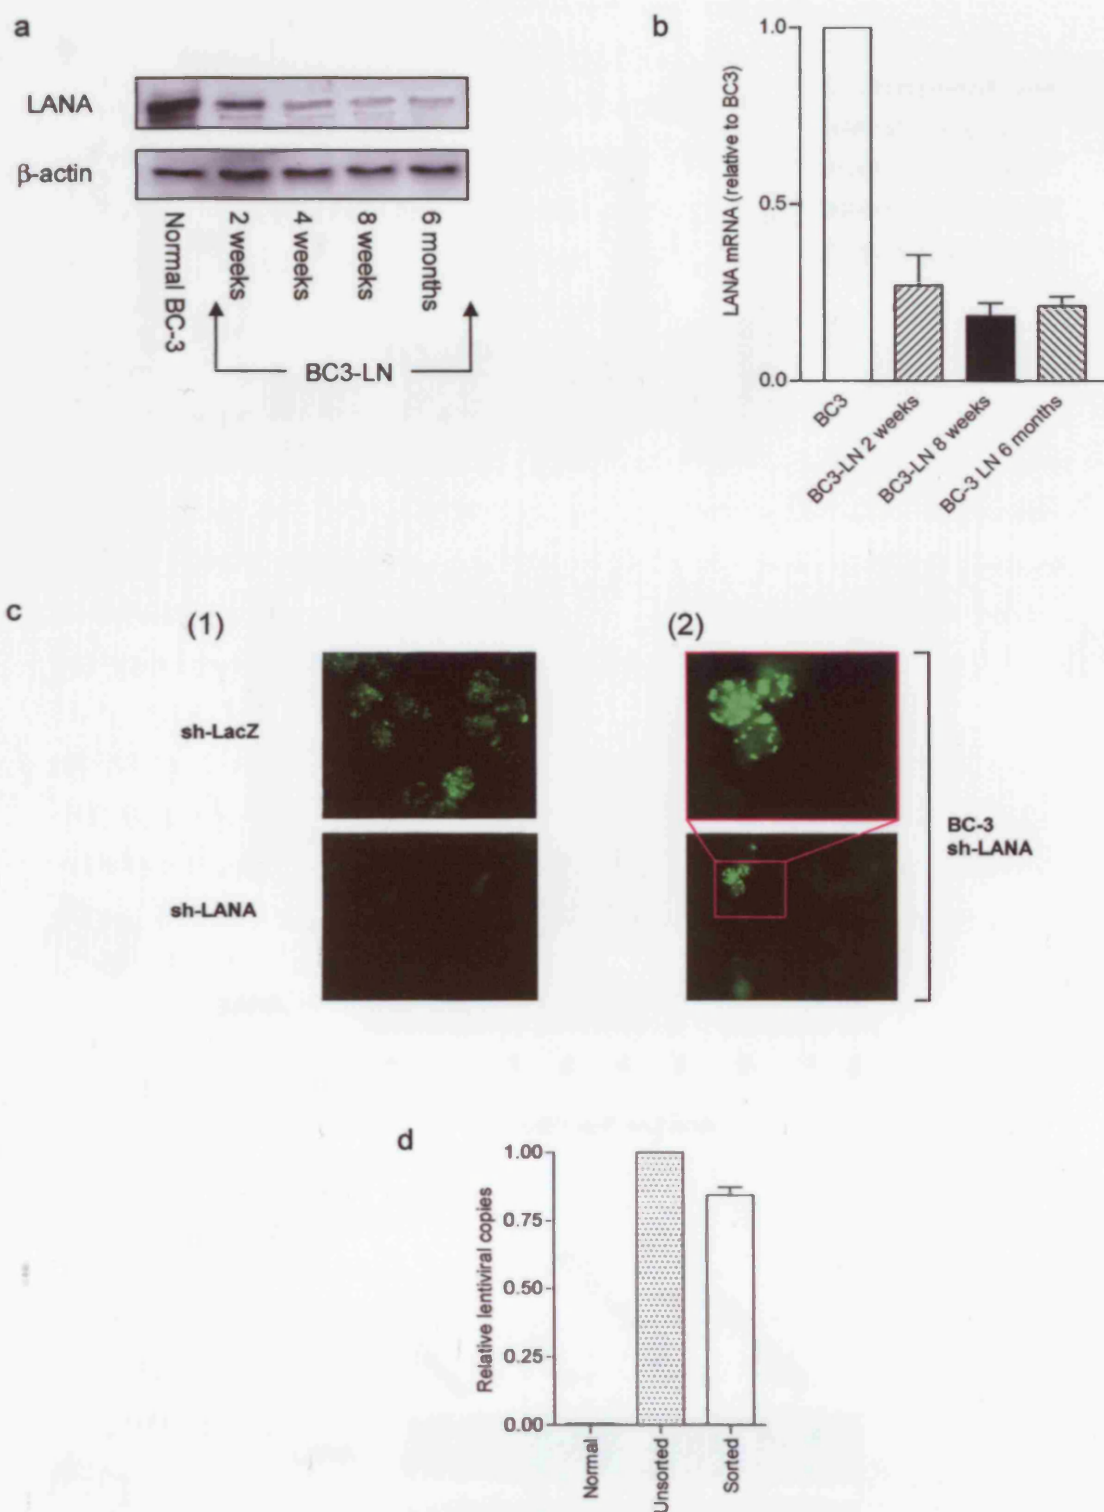 a
LANA
β-actin
Normal BC-3
2 weeks
4 weeks
8 weeks
6 months
BC3-LN
b
LANA mRNA (relative to BC3)
1.0
0.5
0.0
BC3
BC3-LN 2 weeks
BC3-LN 8 weeks
BC-3 LN 6 months
c
(1)
(2)
sh-LacZ
sh-LANA
BC-3
sh-LANA
d
Relative lentiviral copies
1.00
0.75
0.50
0.25
0.00
Normal
Unsorted
Sorted